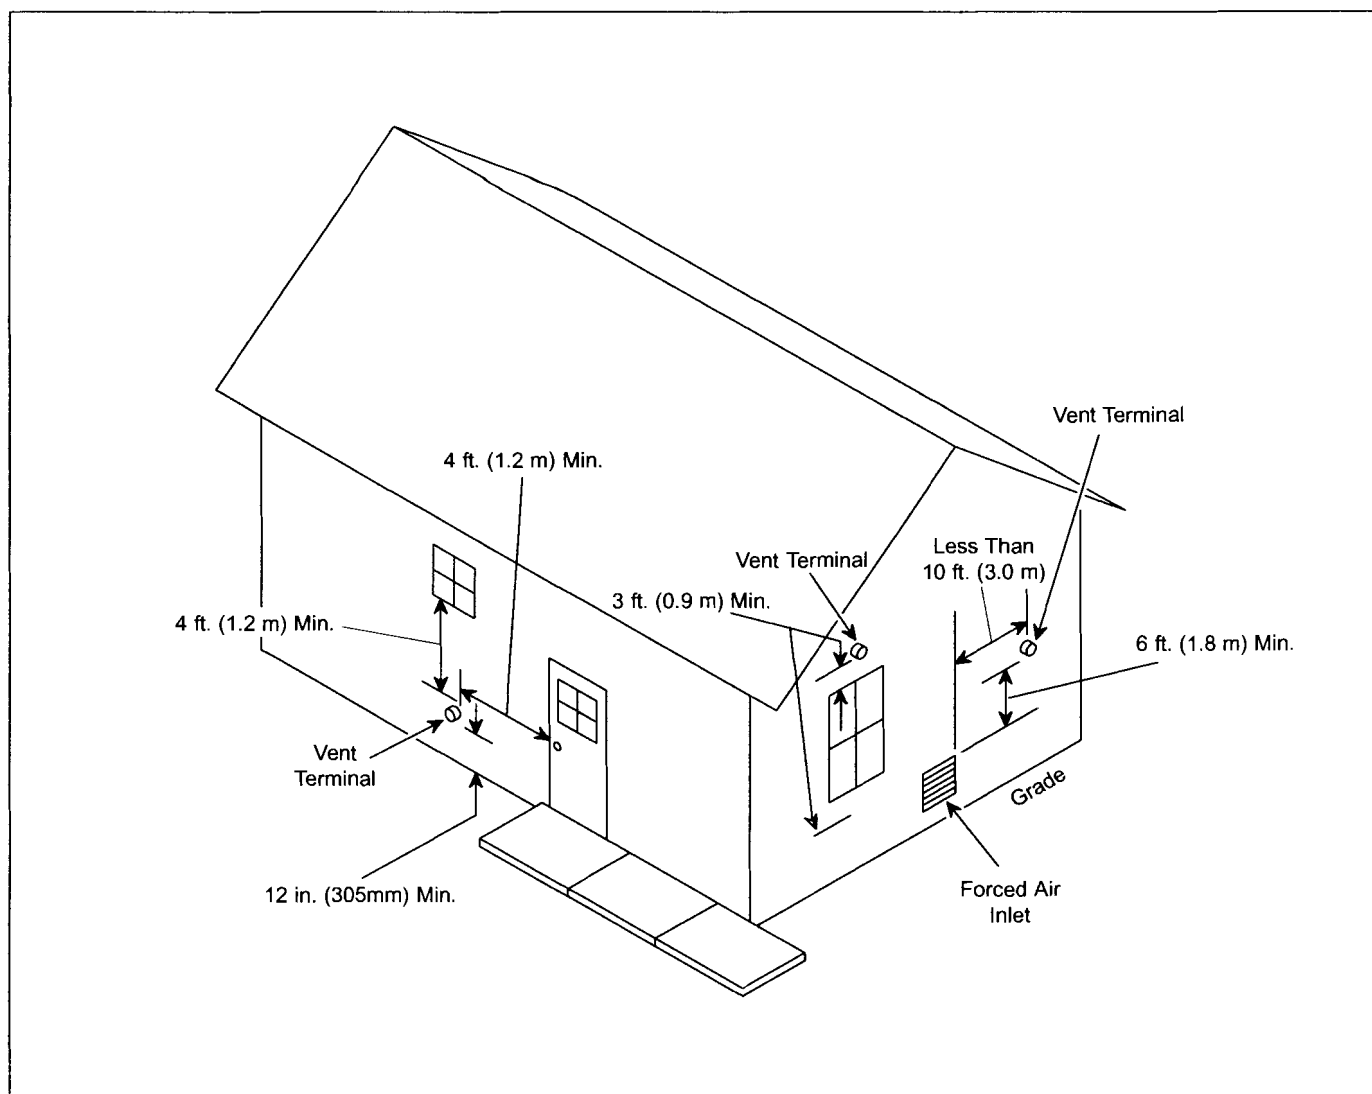 Vent Terminal
4 ft. (1.2 m) Min.
Less Than
10 ft. (3.0 m)
Vent Terminal
3 ft. (0.9 m) Min.
4 ft. (1.2 m) Min.
6 ft. (1.8 m) Min.
Vent
Terminal
Grade
12 in. (305mm) Min.
Forced Air
Inlet